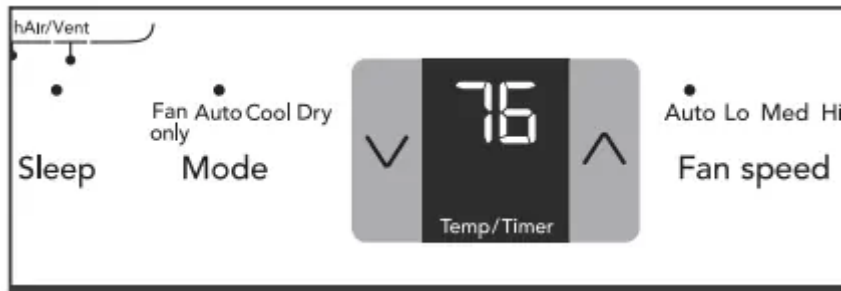 hAIr/Vent
Fan Auto Cool Dry
only
Sleep
Mode
76
Temp/Timer
Auto Lo Med Hi
Fan speed